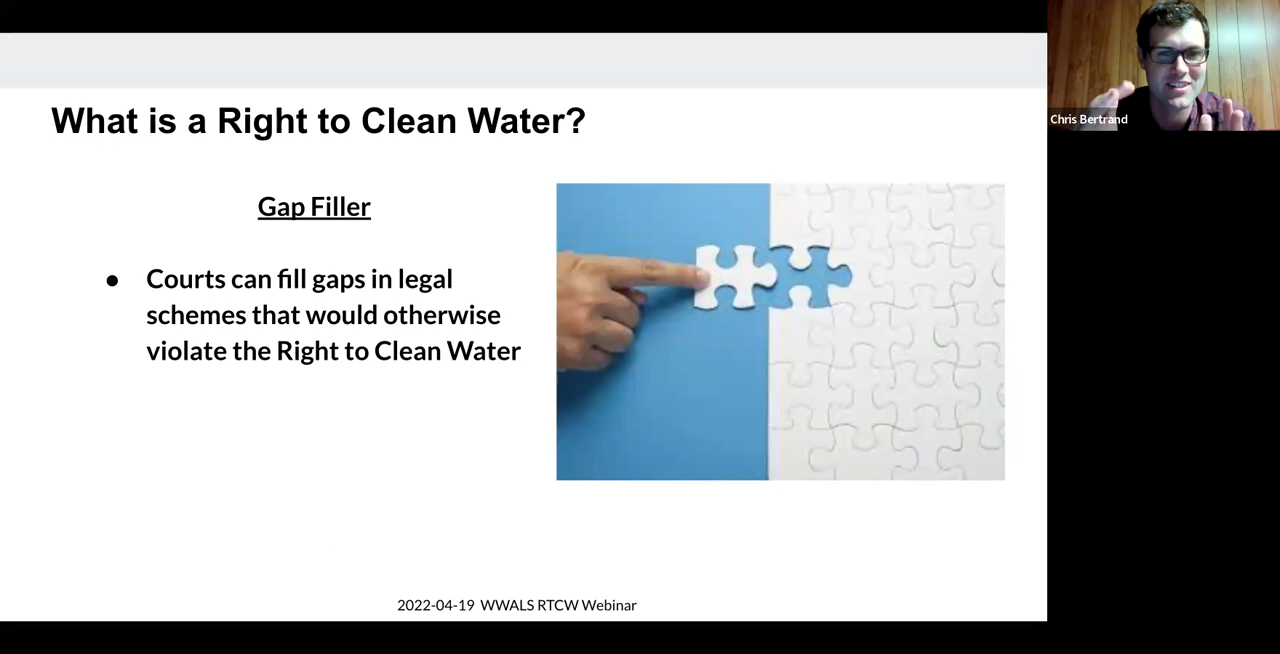 What is a Right to Clean Water?
Chris Bertrand
Gap Filler
● Courts can fill gaps in legal
schemes that would otherwise
violate the Right to Clean Water
2022-04-19 WWALS RTCW Webinar